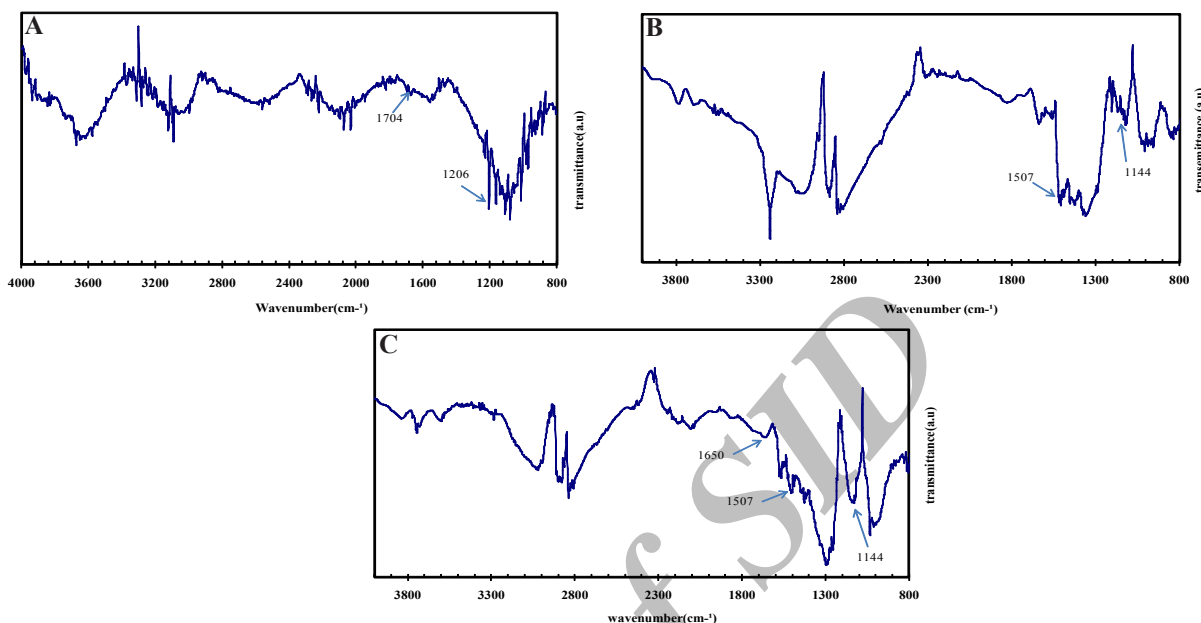 A
1704
1206
4000 3600 3200 2800 2400 2000 1600 1200 800
Wavenumber(cm-¹)
transmittance(a.u)
B
1507
1144
3800 3300 2800 2300 1800 1300 800
Wavenumber (cm-¹)
transmittance (a.u)
C
1650
1507
1144
3800 3300 2800 2300 1800 1300 800
wavenumber(cm-¹)
transmittance(a.u)
f SID